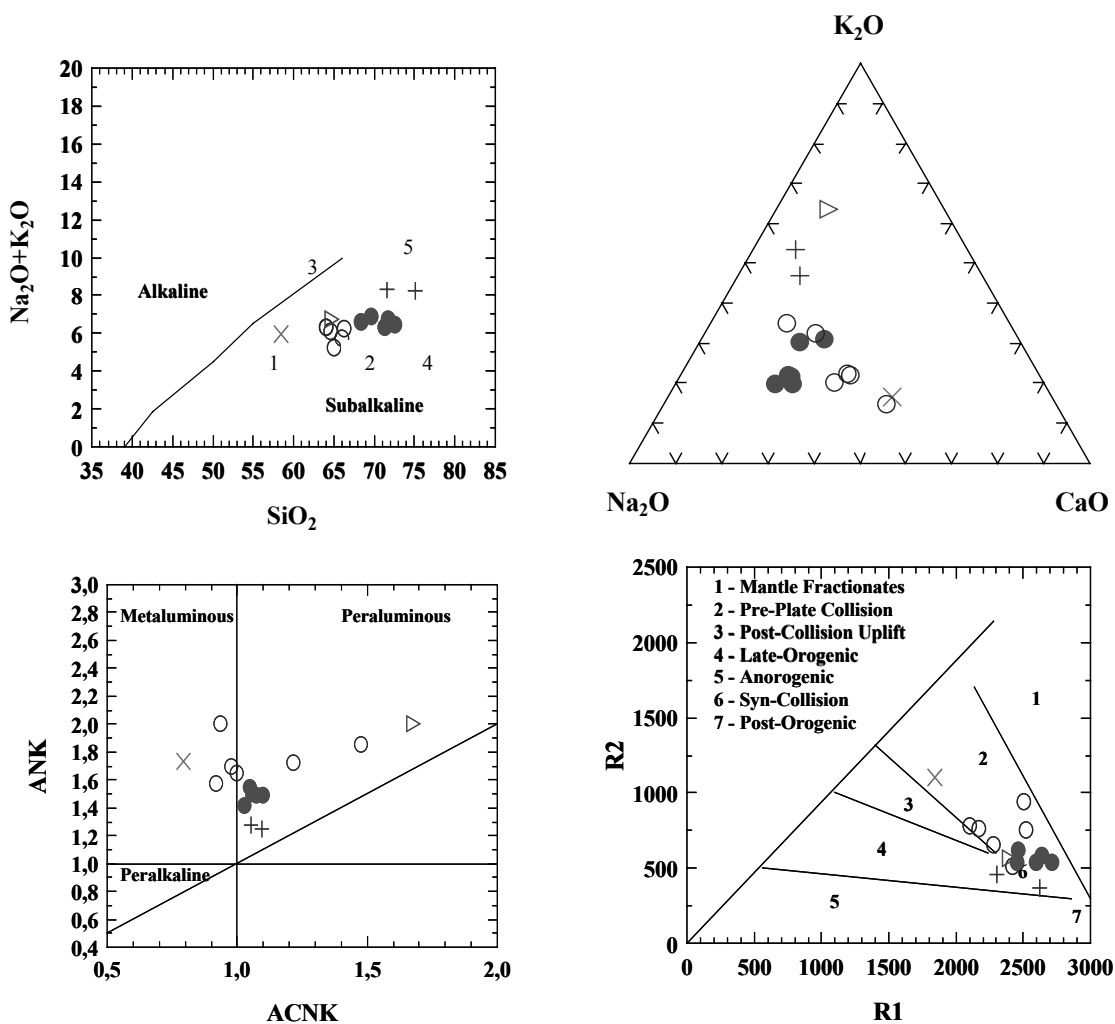 20
18
16
14
12
10
8
6
4
2
0
Na₂O+K₂O
Alkaline
Subalkaline
1
2
3
4
5
35 40 45 50 55 60 65 70 75 80 85
SiO₂
K₂O
Na₂O
CaO
3,0
2,8
2,6
2,4
2,2
2,0
1,8
1,6
1,4
1,2
1,0
0,8
0,6
0,4
ANK
Metaluminous
Peraluminous
Peralkaline
0,5 1,0 1,5 2,0
ACNK
2500
2000
1500
1000
500
0
R2
1 - Mantle Fractionates
2 - Pre-Plate Collision
3 - Post-Collision Uplift
4 - Late-Orogenic
5 - Anorogenic
6 - Syn-Collision
7 - Post-Orogenic
1
2
3
4
6
5
7
0 500 1000 1500 2000 2500 3000
R1